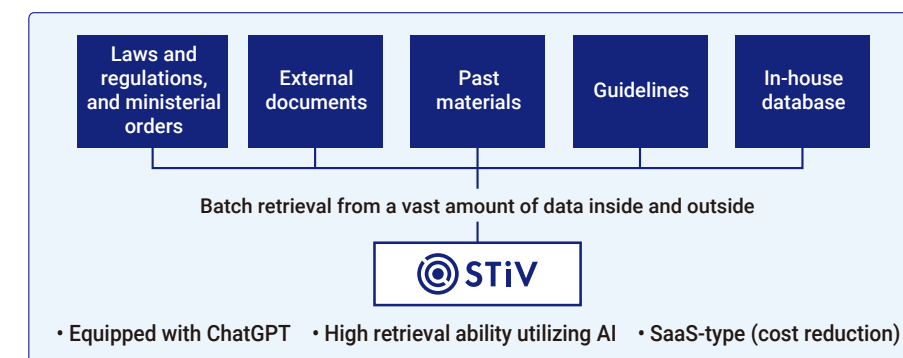 Laws and
regulations,
and ministerial
orders
External
documents
Past
materials
Guidelines
In-house
database
Batch retrieval from a vast amount of data inside and outside
STiV
• Equipped with ChatGPT • High retrieval ability utilizing AI • SaaS-type (cost reduction)